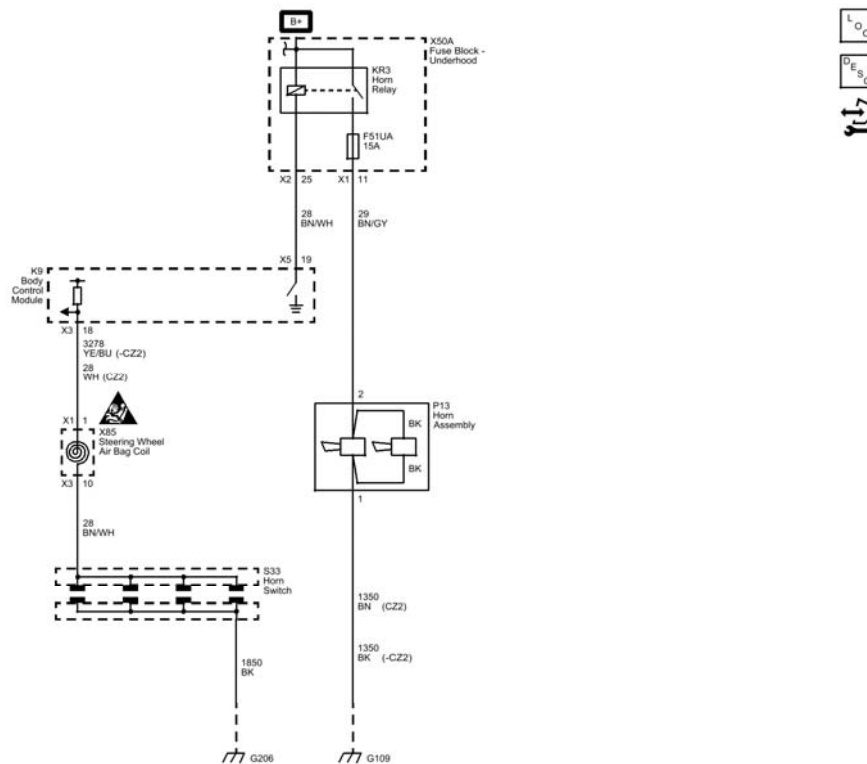 B+
X50A
Fuse Block -
Underhood
KR3
Horn
Relay
F51UA
15A
X2 25 X1 11
28
BN/WH
29
BN/GY
X5 19
K9
Body
Control
Module
X3 18
3278
YE/BU (-CZ2)
28
WH (CZ2)
X1 1
X85
Steering Wheel
Air Bag Coil
X3 10
28
BN/WH
2
P13
Horn
Assembly
BK
BK
1
S33
Horn
Switch
1850
BK
1350
BN (CZ2)
1350
BK (-CZ2)
G206
G109
LOC
DESC